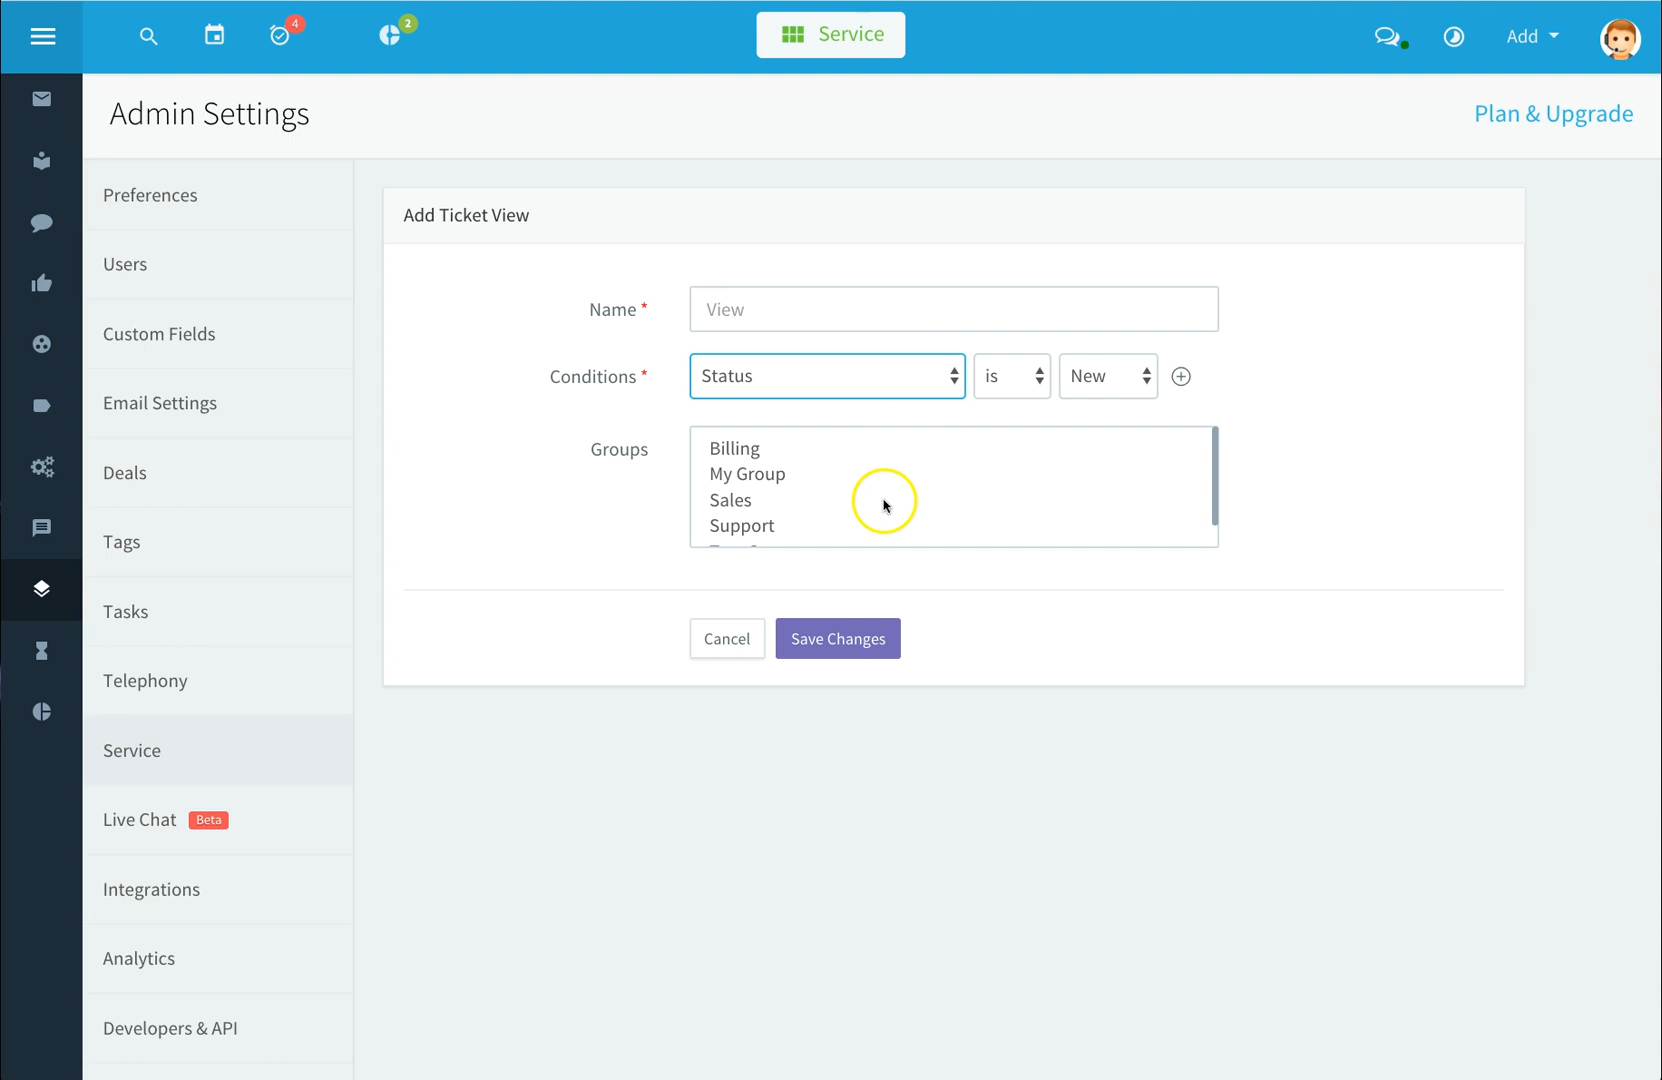 4
2
Service
Add
Admin Settings
Plan & Upgrade
Preferences
Users
Custom Fields
Email Settings
Deals
Tags
Tasks
Telephony
Service
Live Chat Beta
Integrations
Analytics
Developers & API
Add Ticket View
Name * View
Conditions * Status is New
Groups
Billing
My Group
Sales
Support
Cancel Save Changes